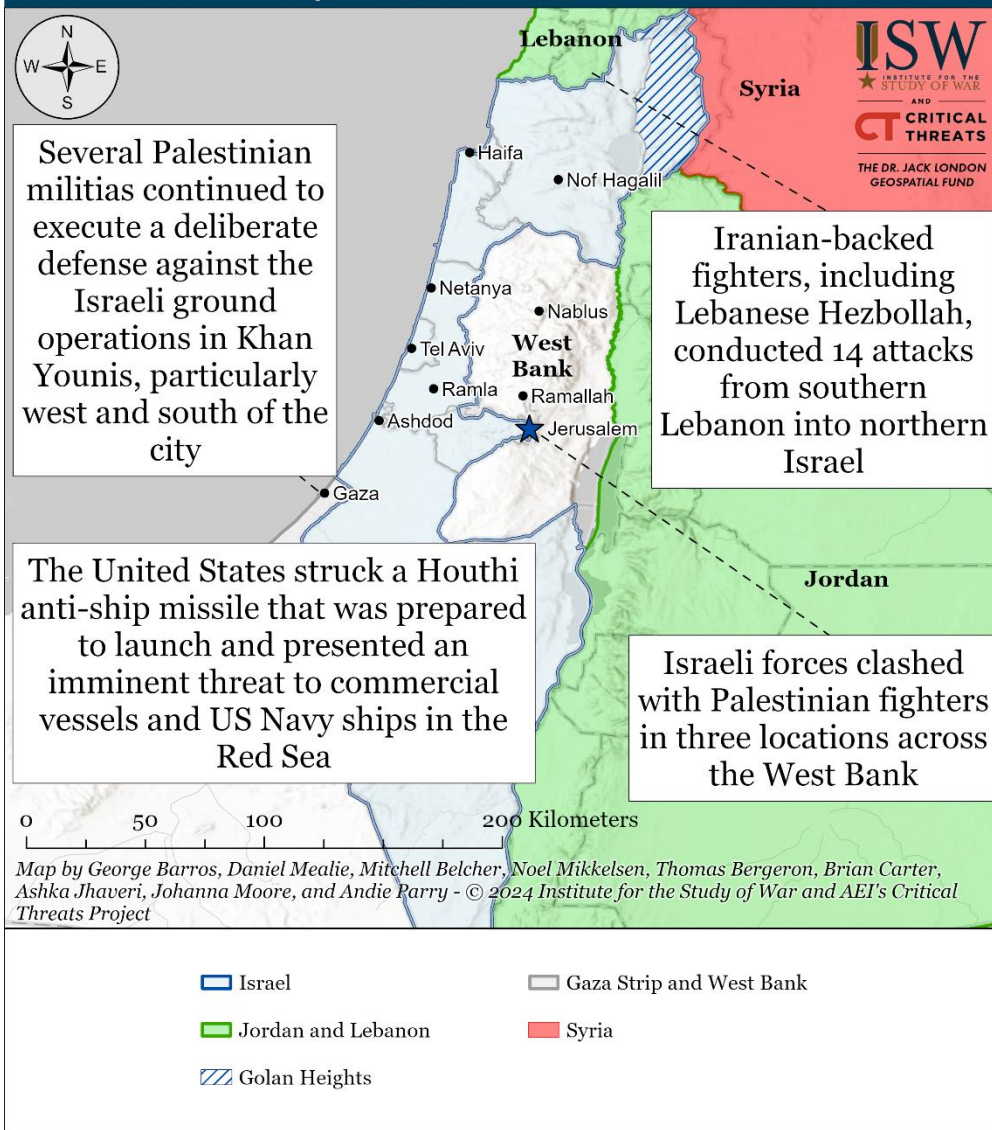 N
W E
S
Lebanon
Syria
ISW
INSTITUTE FOR THE
STUDY OF WAR
AND
CT CRITICAL
THREATS
THE DR. JACK LONDON
GEOSPATIAL FUND
Several Palestinian
militias continued to
execute a deliberate
defense against the
Israeli ground
operations in Khan
Younis, particularly
west and south of the
city
Haifa
Nof Hagalil
Iranian-backed
fighters, including
Lebanese Hezbollah,
conducted 14 attacks
from southern
Lebanon into northern
Israel
Netanya
Nablus
West
Bank
Tel Aviv
Ramla
Ramallah
Ashdod
Jerusalem
Gaza
The United States struck a Houthi
anti-ship missile that was prepared
to launch and presented an
imminent threat to commercial
vessels and US Navy ships in the
Red Sea
Jordan
Israeli forces clashed
with Palestinian fighters
in three locations across
the West Bank
0 50 100 200 Kilometers
Map by George Barros, Daniel Mealie, Mitchell Belcher, Noel Mikkelsen, Thomas Bergeron, Brian Carter,
Ashka Jhaveri, Johanna Moore, and Andie Parry - © 2024 Institute for the Study of War and AEI's Critical
Threats Project
Israel
Gaza Strip and West Bank
Jordan and Lebanon
Syria
Golan Heights